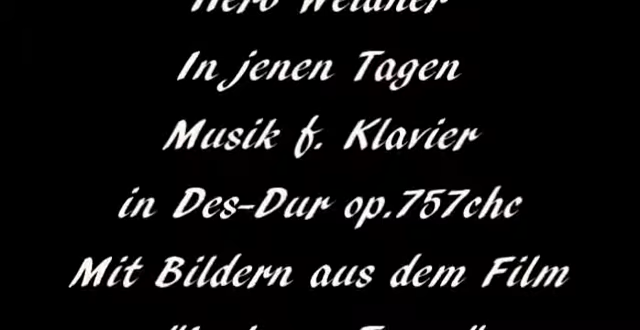 In jenen Tagen
Musik f. Klavier
in Des-Dur op.757chc
Mit Bildern aus dem Film